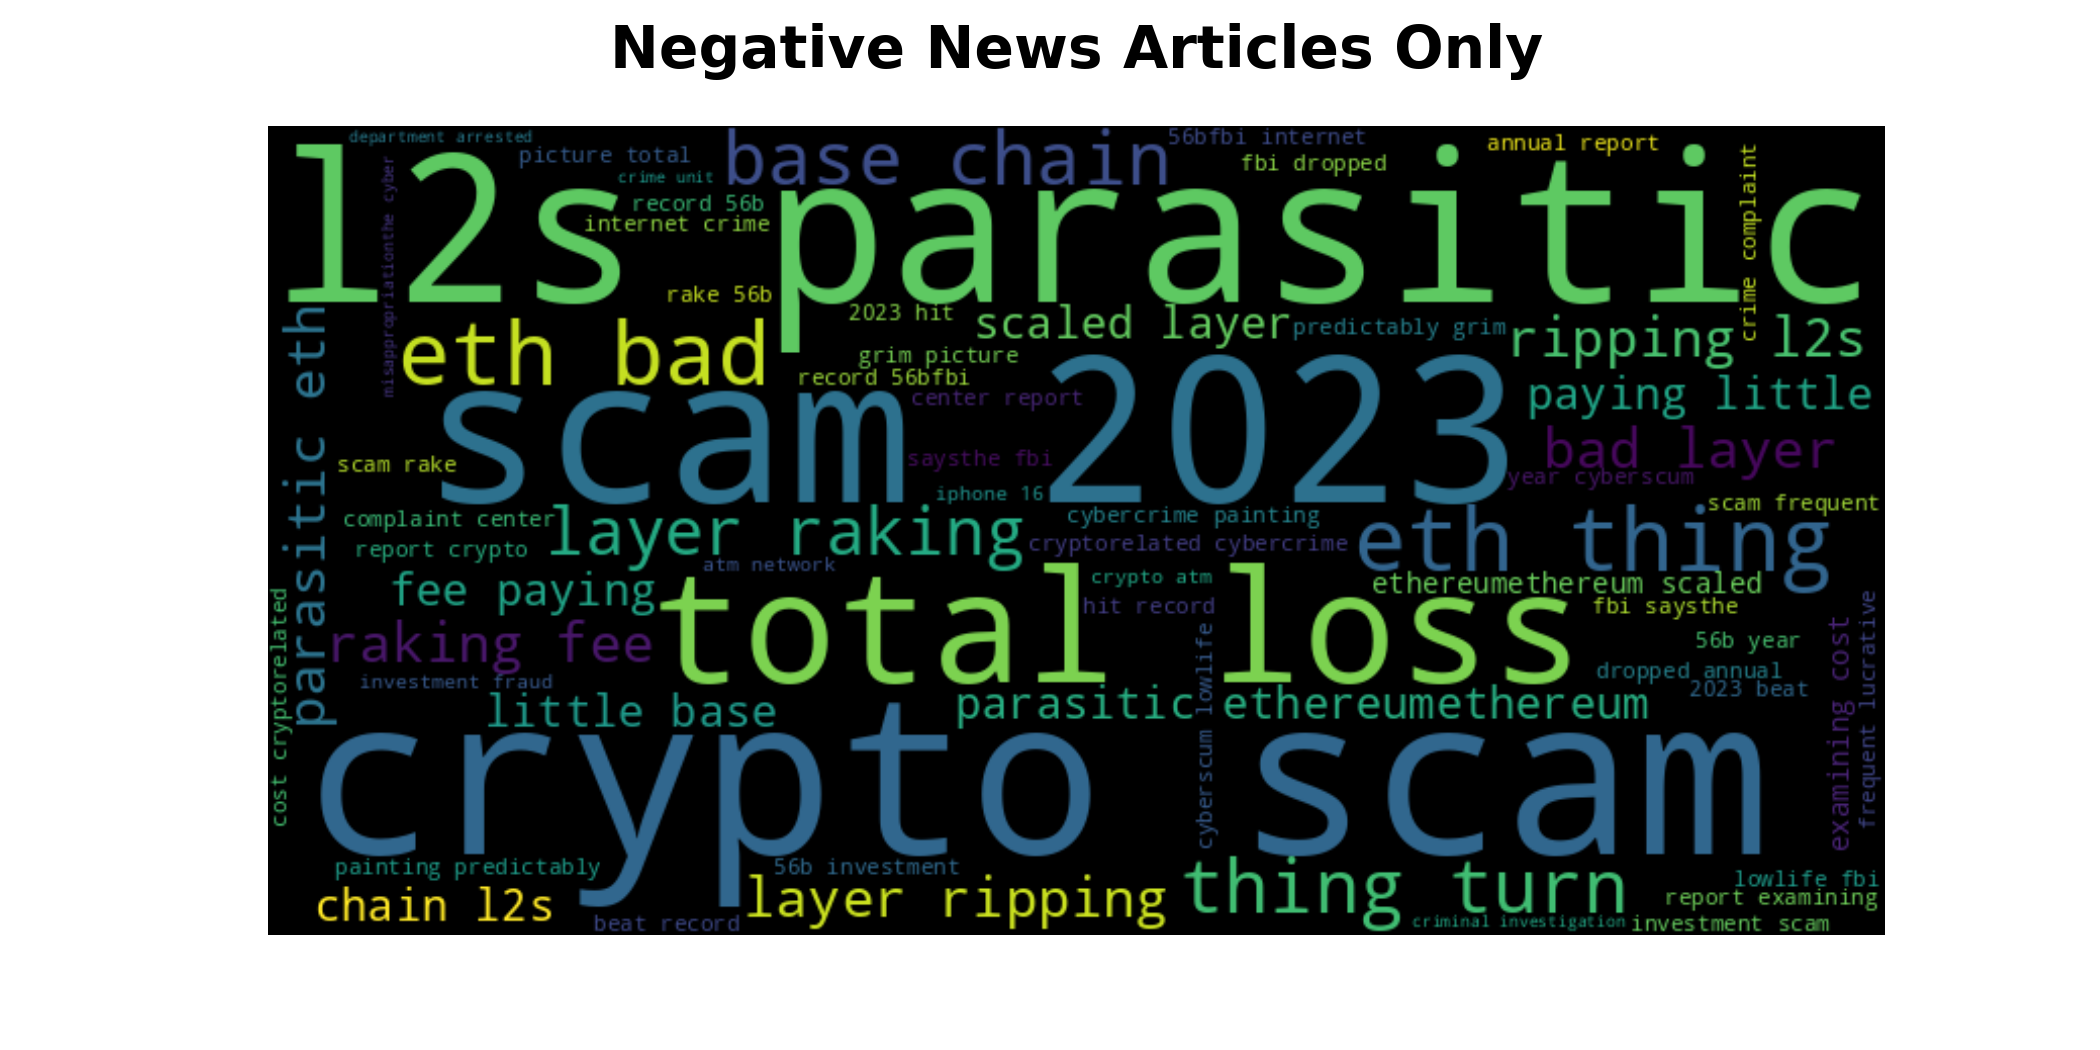 Negative News Articles Only
department arrested
picture total
crime unit
base chain
56bfbi internet
fbi dropped
annual report
crime complaint
misappropriationthe cyber
l2s parasitic
record 56b
internet crime
rake 56b
2023 hit
scaled layer
predictably grim
ripping l2s
eth bad
grim picture
record 56bfbi
center report
scam 2023
paying little
bad layer
parasitic eth
scam rake
saysthe fbi
year cyberscum
iphone 16
scam frequent
complaint center
layer raking
cybercrime painting
eth thing
report crypto
cryptorelated cybercrime
atm network
fee paying
total loss
crypto atm
ethereumethereum scaled
hit record
fbi saysthe
raking fee
56b year
investment fraud
dropped annual
2023 beat
cost cryptorelated
little base
parasitic ethereumethereum
cyberscum lowlife
examining cost
frequent lucrative
crypto scam
painting predictably
56b investment
thing turn
lowlife fbi
chain l2s
layer ripping
report examining
beat record
criminal investigation
investment scam